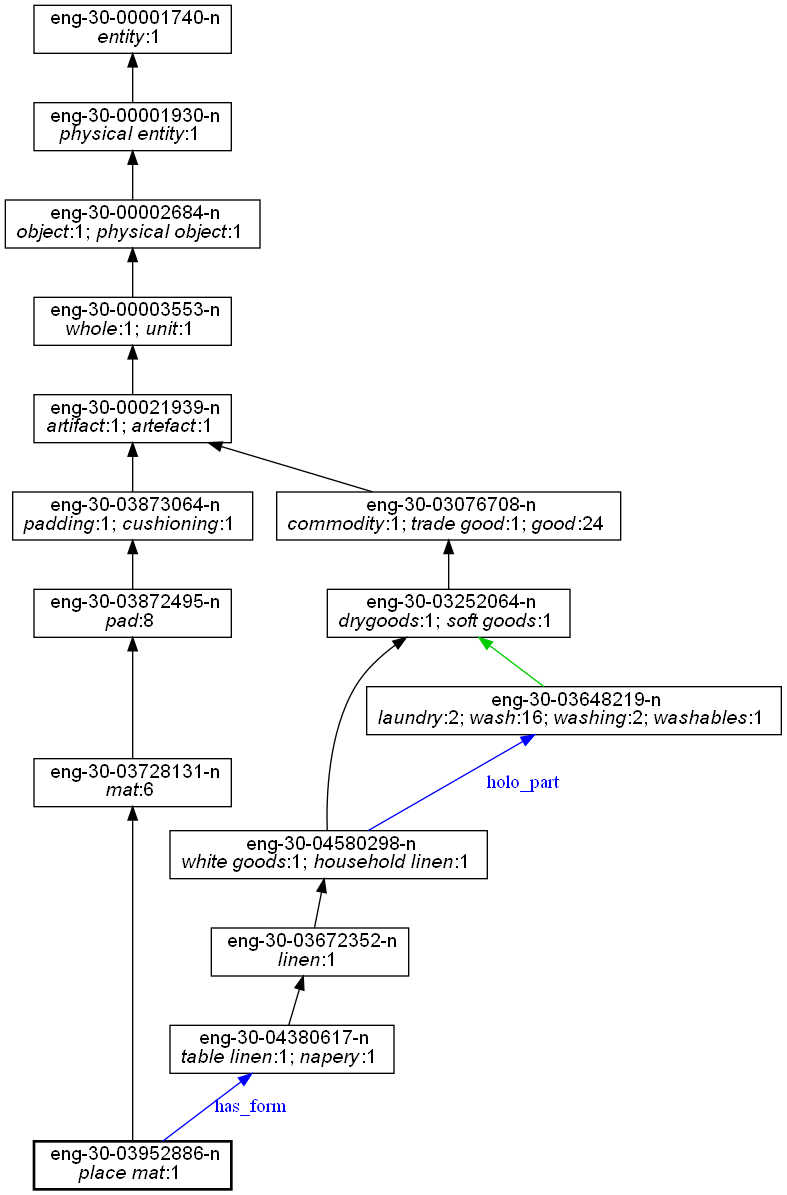 eng-30-00001740-n
entity:1
eng-30-00001930-n
physical entity:1
eng-30-00002684-n
object:1; physical object:1
eng-30-00003553-n
whole:1; unit:1
eng-30-00021939-n
artifact:1; artefact:1
eng-30-03873064-n
padding:1; cushioning:1
eng-30-03076708-n
commodity:1; trade good:1; good:24
eng-30-03872495-n
pad:8
eng-30-03252064-n
drygoods:1; soft goods:1
eng-30-03648219-n
laundry:2; wash:16; washing:2; washables:1
eng-30-03728131-n
mat:6
holo_part
eng-30-04580298-n
white goods:1; household linen:1
eng-30-03672352-n
linen:1
eng-30-04380617-n
table linen:1; napery:1
has_form
eng-30-03952886-n
place mat:1